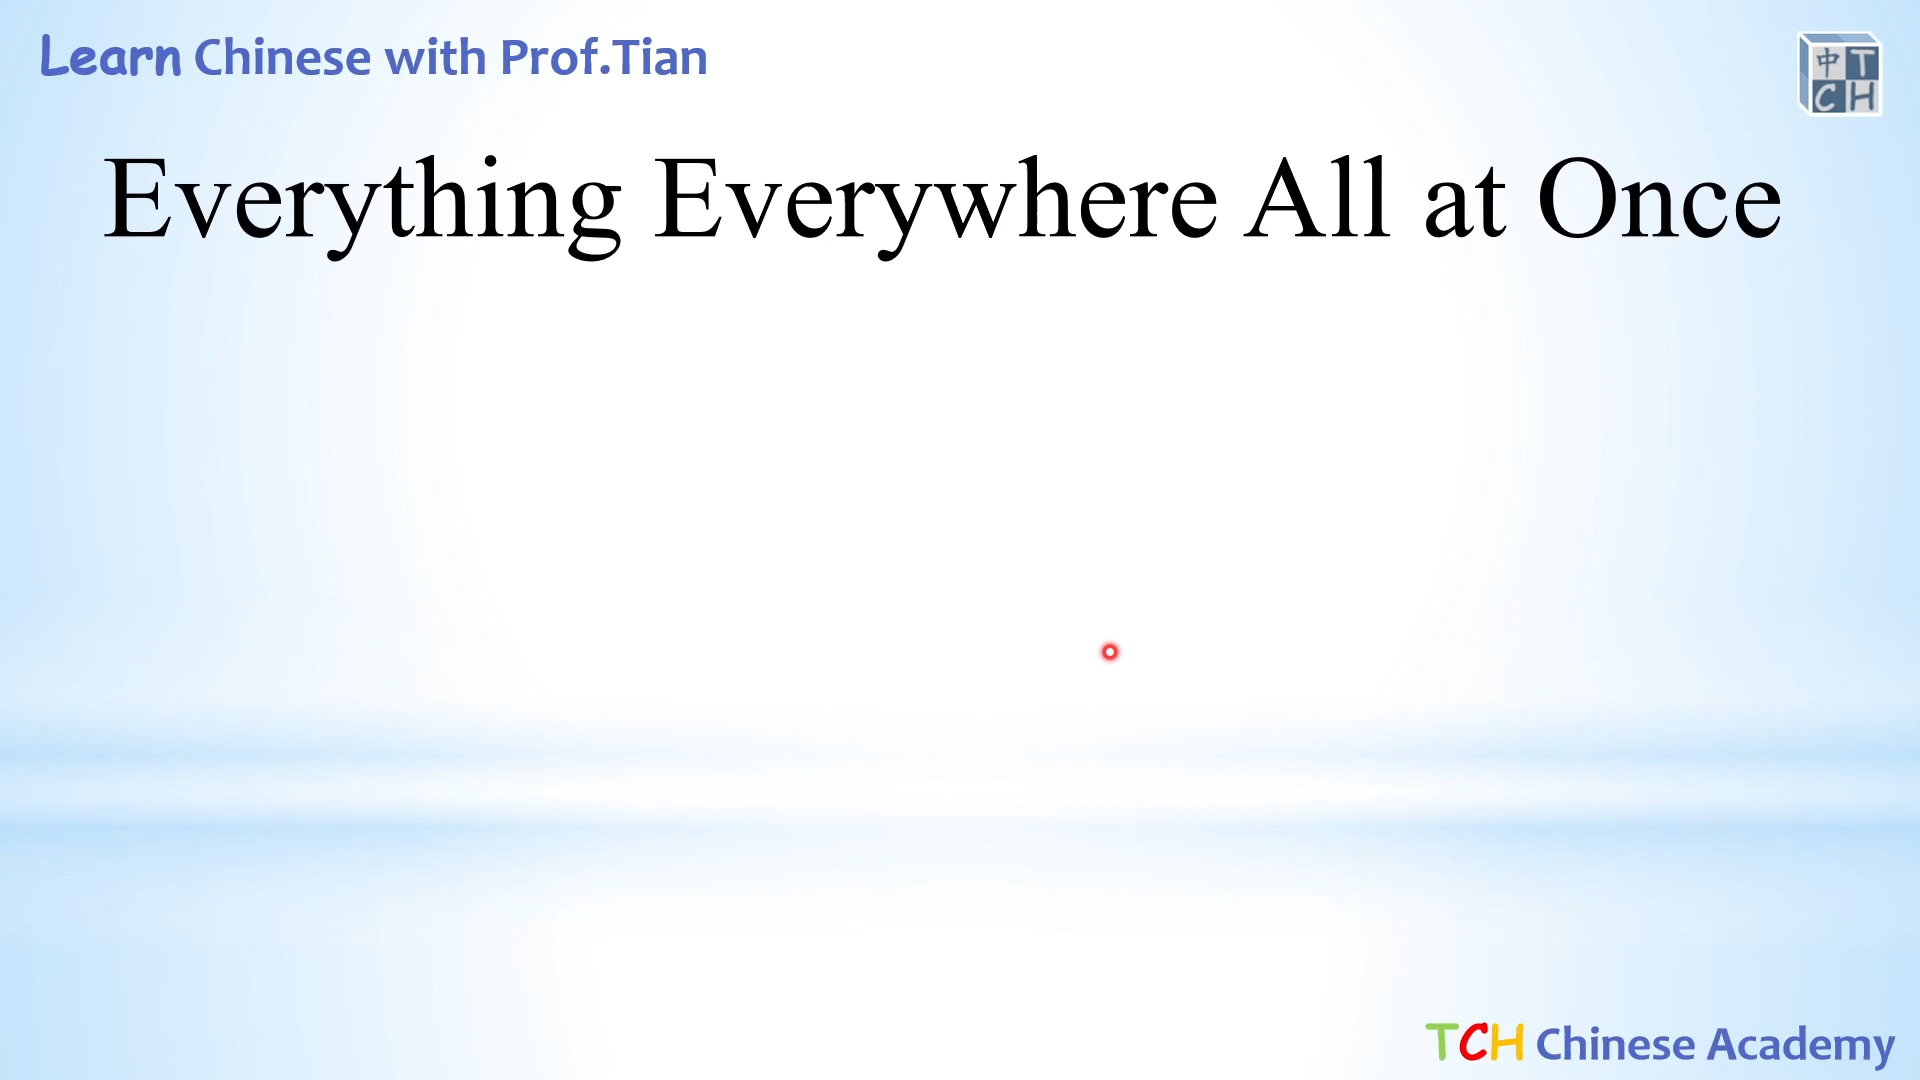 Learn Chinese with Prof.Tian
中T
CH
Everything Everywhere All at Once
TCH Chinese Academy